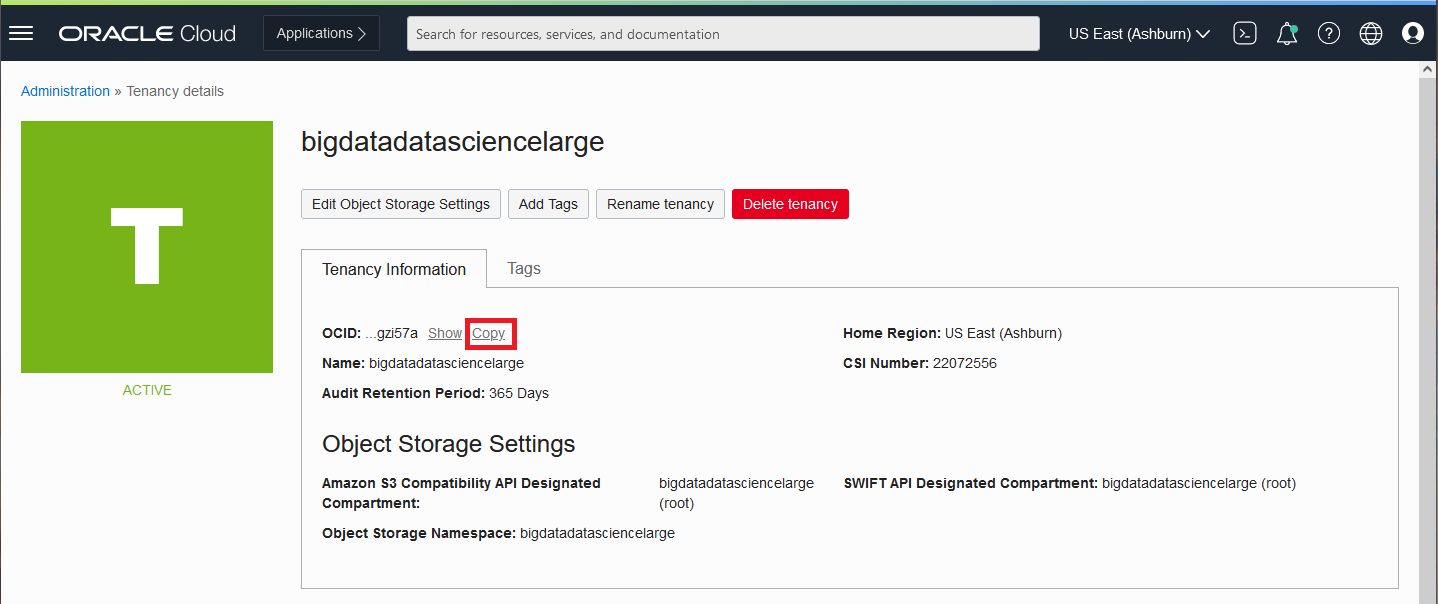 ORACLE Cloud Applications Search for resources, services, and documentation US East (Ashburn)
Administration » Tenancy details
T
ACTIVE
bigdatadatasciencelarge
Edit Object Storage Settings Add Tags Rename tenancy Delete tenancy
Tenancy Information Tags
OCID: ...gzi57a Show Copy
Name: bigdatadatasciencelarge
Audit Retention Period: 365 Days
Home Region: US East (Ashburn)
CSI Number: 22072556
Object Storage Settings
Amazon S3 Compatibility API Designated
Compartment:
bigdatadatasciencelarge
(root)
SWIFT API Designated Compartment: bigdatadatasciencelarge (root)
Object Storage Namespace: bigdatadatasciencelarge